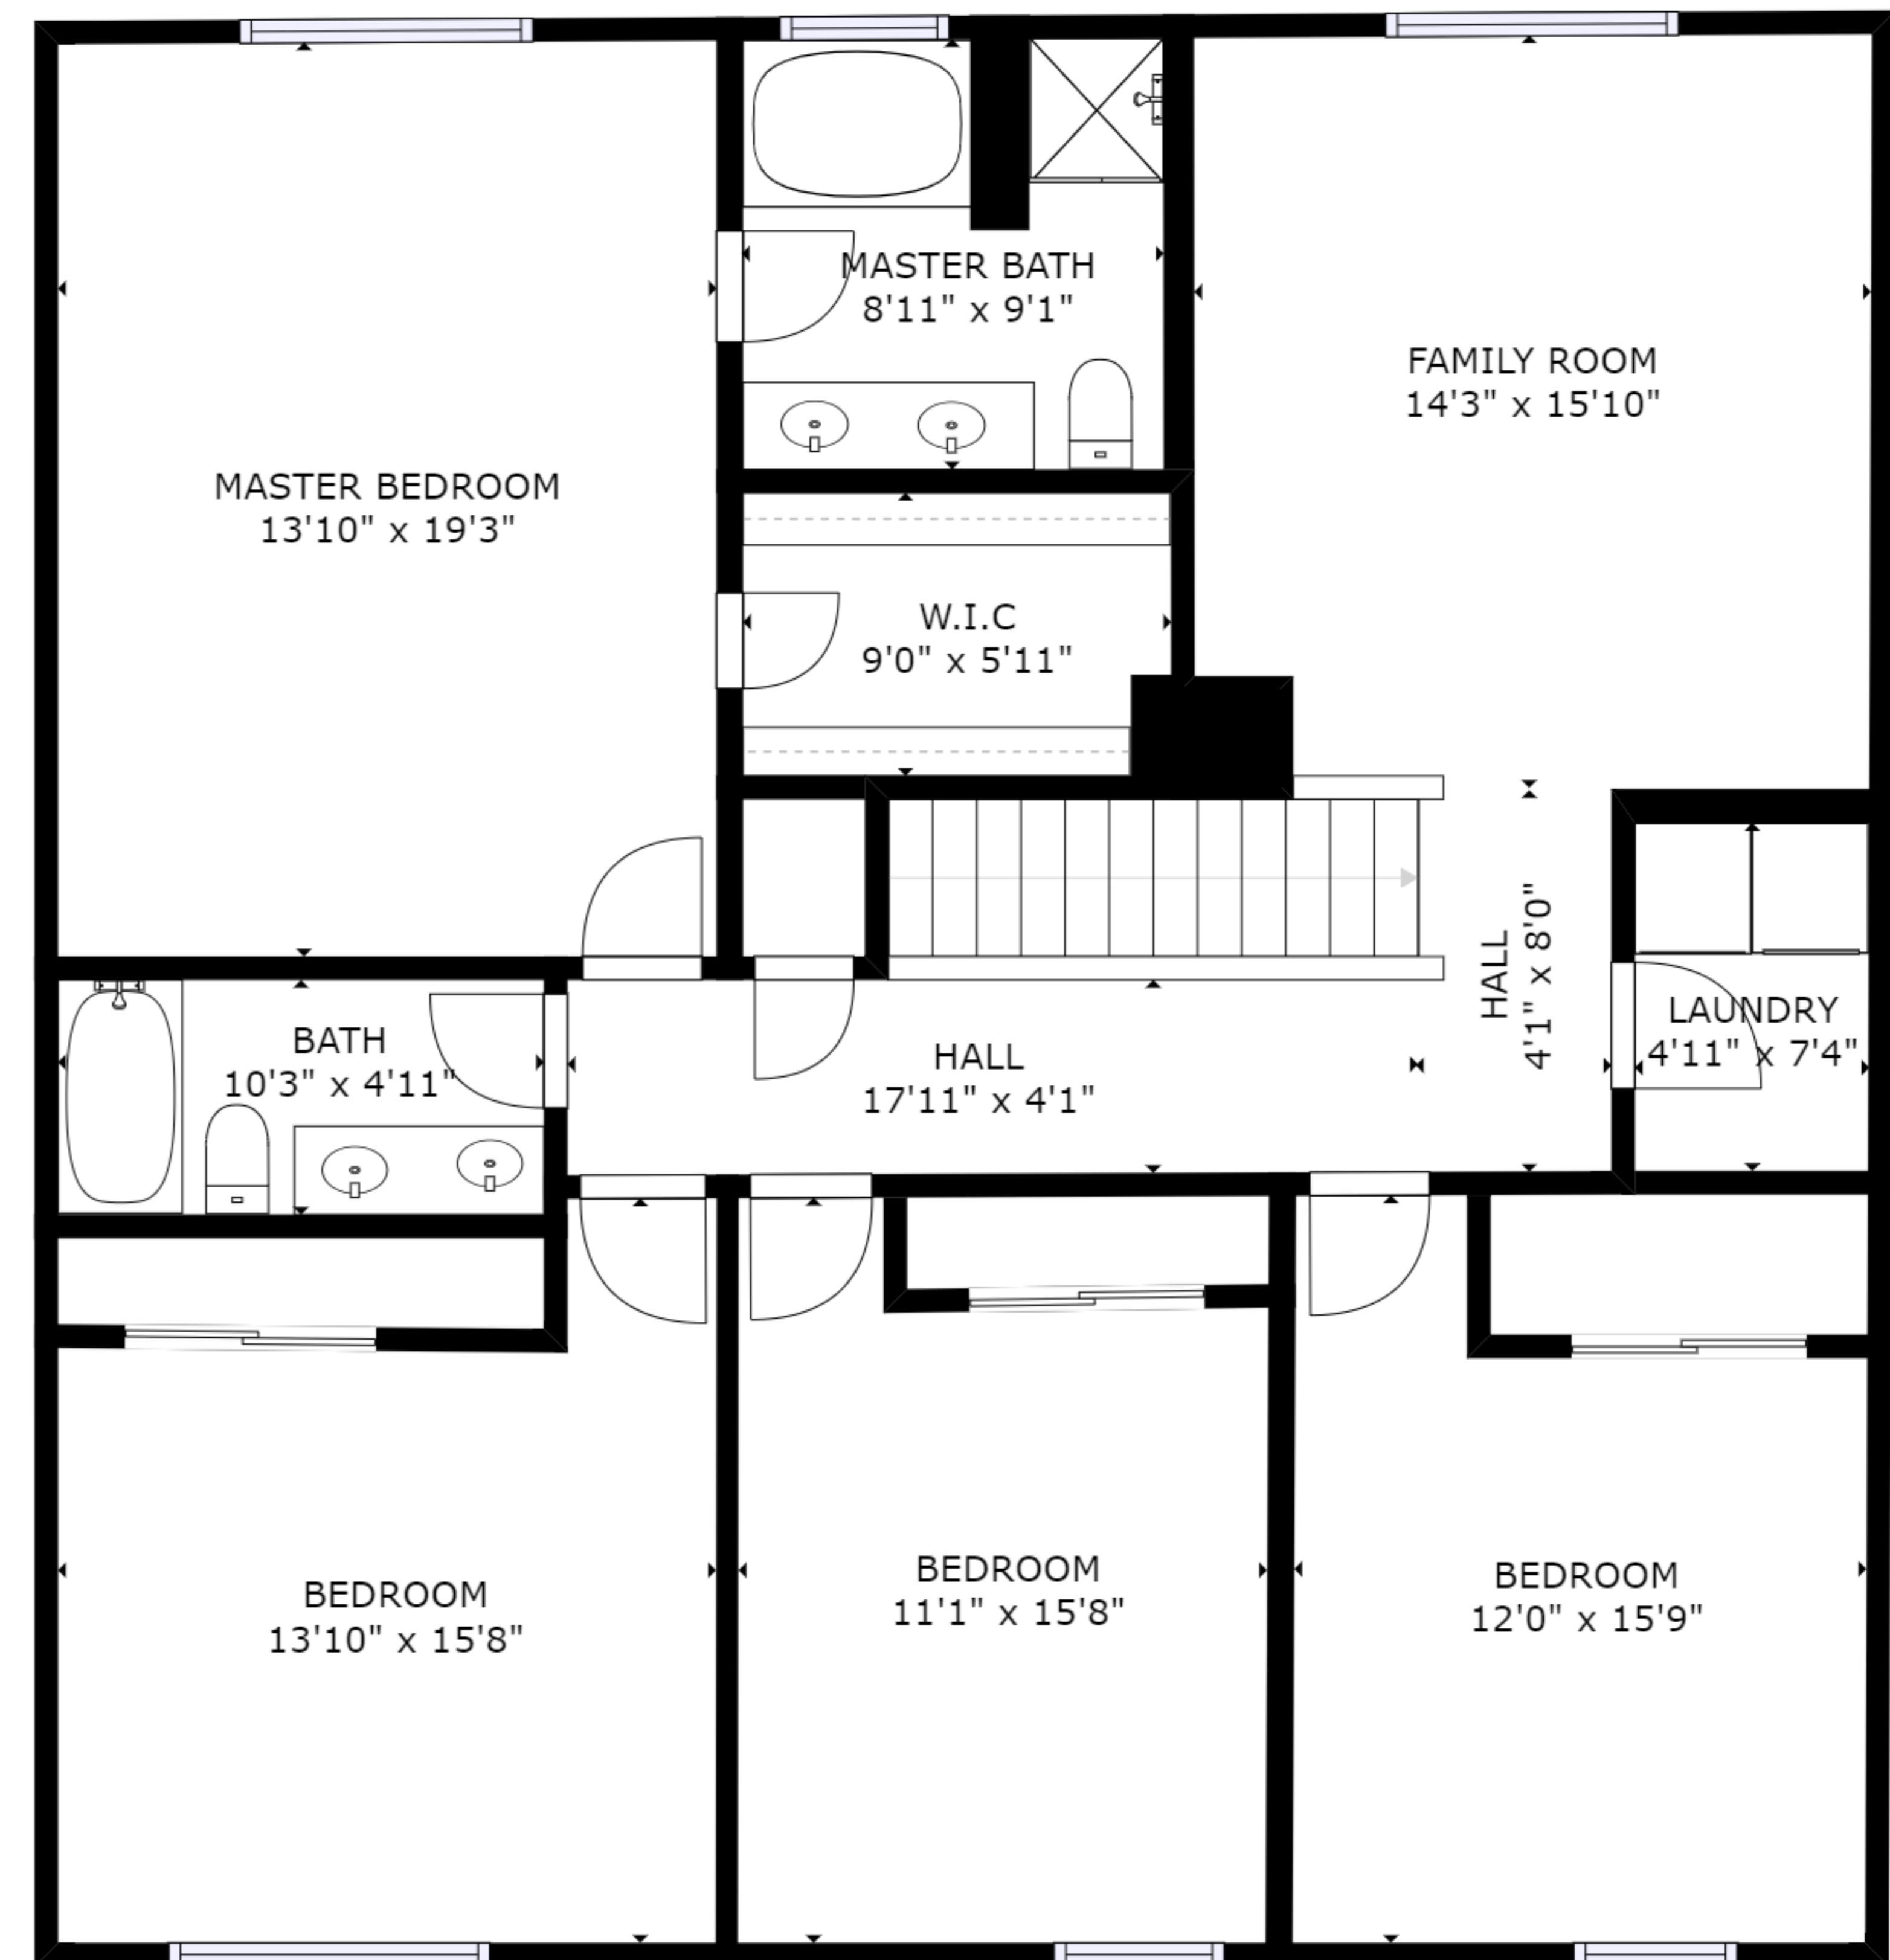 MASTER BATH
8'11" x 9'1"
FAMILY ROOM
14'3" x 15'10"
MASTER BEDROOM
13'10" x 19'3"
W.I.C
9'0" x 5'11"
HALL
4'1" x 8'0"
LAUNDRY
4'11" x 7'4"
BATH
10'3" x 4'11"
HALL
17'11" x 4'1"
BEDROOM
13'10" x 15'8"
BEDROOM
11'1" x 15'8"
BEDROOM
12'0" x 15'9"